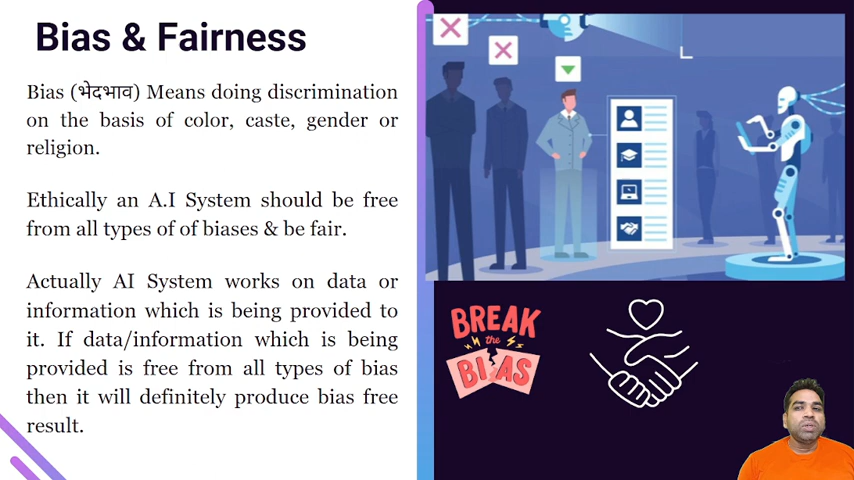 Bias & Fairness
Bias (भेदभाव) Means doing discrimination
on the basis of color, caste, gender or
religion.
Ethically an A.I System should be free
from all types of of biases & be fair.
Actually AI System works on data or
information which is being provided to
it. If data/information which is being
provided is free from all types of bias
then it will definitely produce bias free
result.
BREAK
the
BIAS